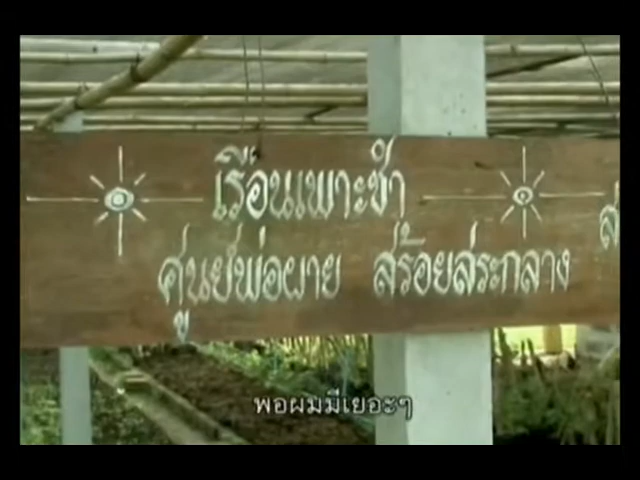 เรือนเพาะชำ
ศูนย์พ่อผาย สร้อยสระกลาง
ส
พอผมมีเยอะๆ